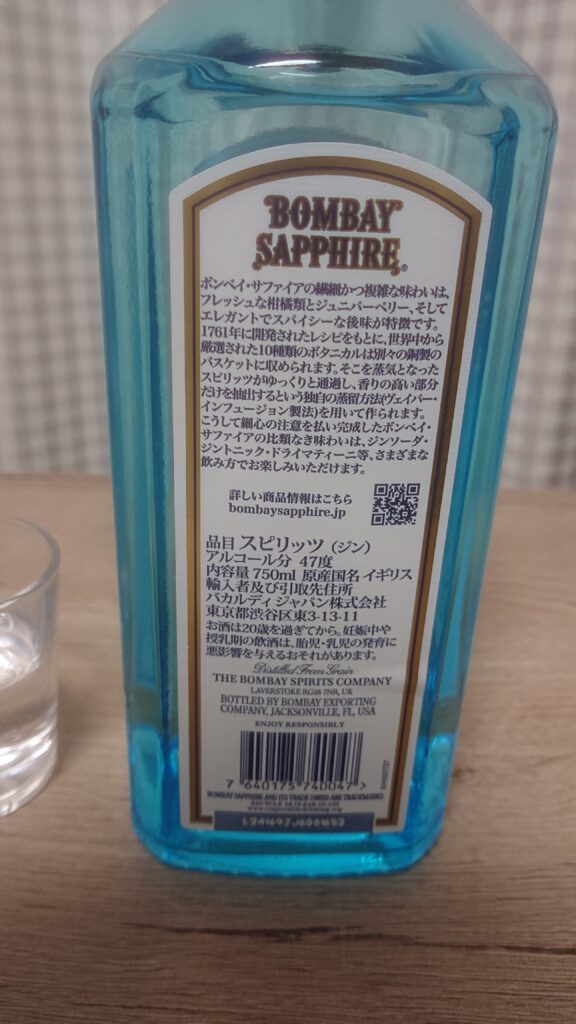 BOMBAY
SAPPHIRE®
ボンベイ・サファイアの繊細かつ複雑な味わいは、
フレッシュな柑橘類とジュニパーベリー、そして
エレガントでスパイシーな後味が特徴です。
1761年に開発されたレシピをもとに、世界中から
厳選された10種類のボタニカルは別々の銅製の
バスケットに収められます。そこを蒸気となった
スピリッツがゆっくりと通過し、香りの高い部分
だけを抽出するという独自の蒸留方法(ヴェイパー・
インフュージョン製法)を用いて作られます。
こうして細心の注意を払い完成したボンベイ・
サファイアの比類なき味わいは、ジンソーダ・
ジントニック・ドライマティーニ等、さまざまな
飲み方でお楽しみいただけます。
詳しい商品情報はこちら
bombaysapphire.jp
品目 スピリッツ (ジン)
アルコール分 47度
内容量 750ml 原産国名 イギリス
輸入者及び引取先住所
バカルディ ジャパン株式会社
東京都渋谷区東3-13-11
お酒は20歳を過ぎてから。妊娠中や
授乳期の飲酒は、胎児・乳児の発育に
悪影響を与えるおそれがあります。
Distilled From Grain
THE BOMBAY SPIRITS COMPANY
LAVERSTOKE RG28 7NR, UK
BOTTLED BY BOMBAY EXPORTING
COMPANY, JACKSONVILLE, FL, USA
ENJOY RESPONSIBLY
7 640175 740047 >
BOMBAY SAPPHIRE AND ITS TRADE DRESS ARE TRADEMARKS
RECYCLE AS CLEAR GLASS
www.responsibledrinking.org